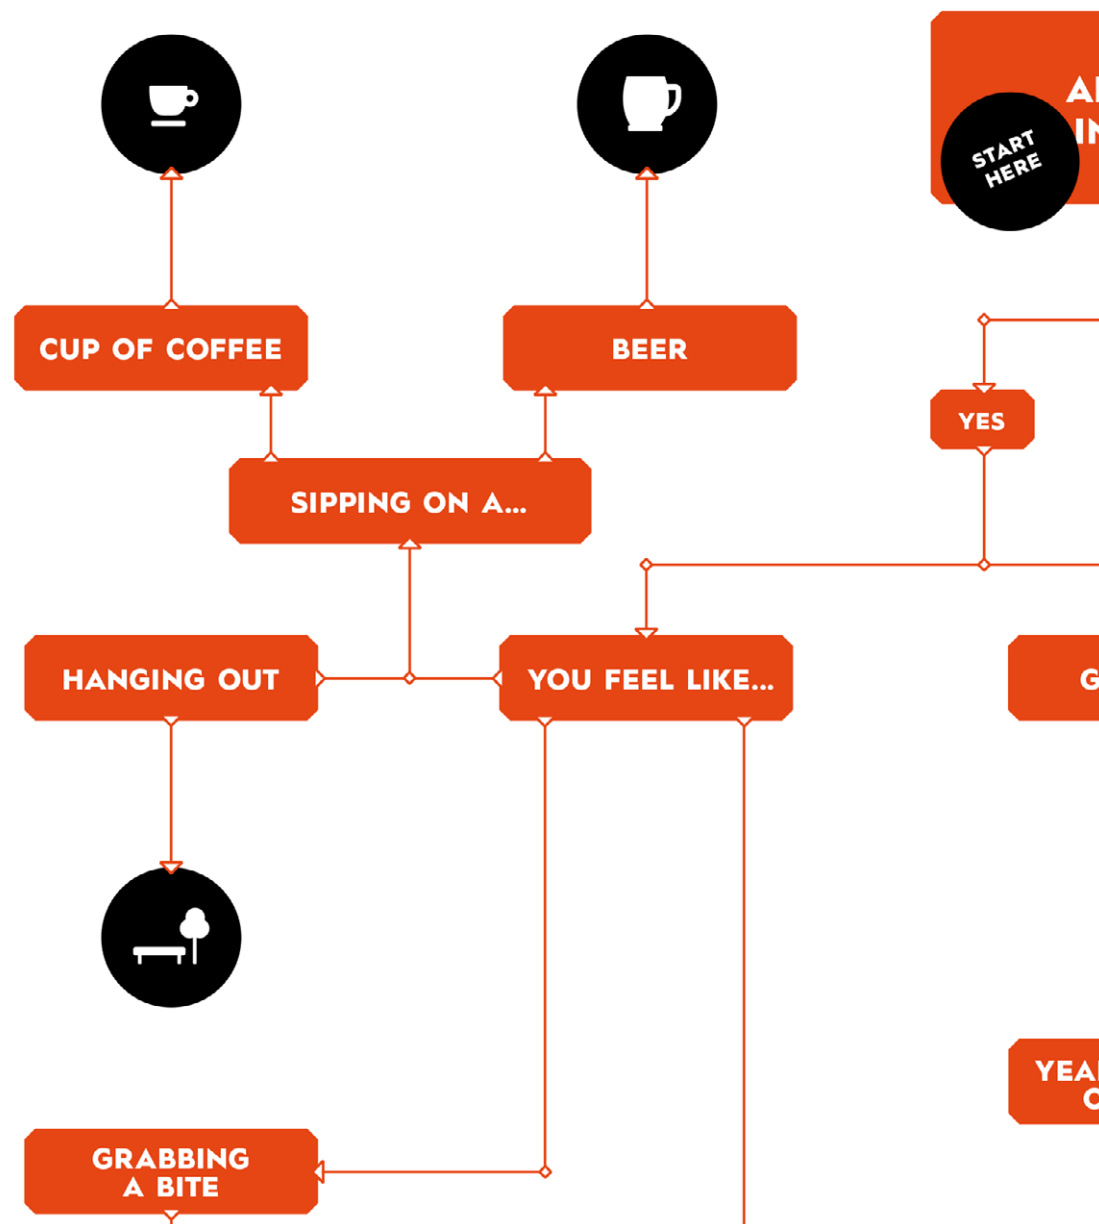 START
HERE
CUP OF COFFEE
BEER
YES
SIPPING ON A...
HANGING OUT
YOU FEEL LIKE...
GRABBING
A BITE